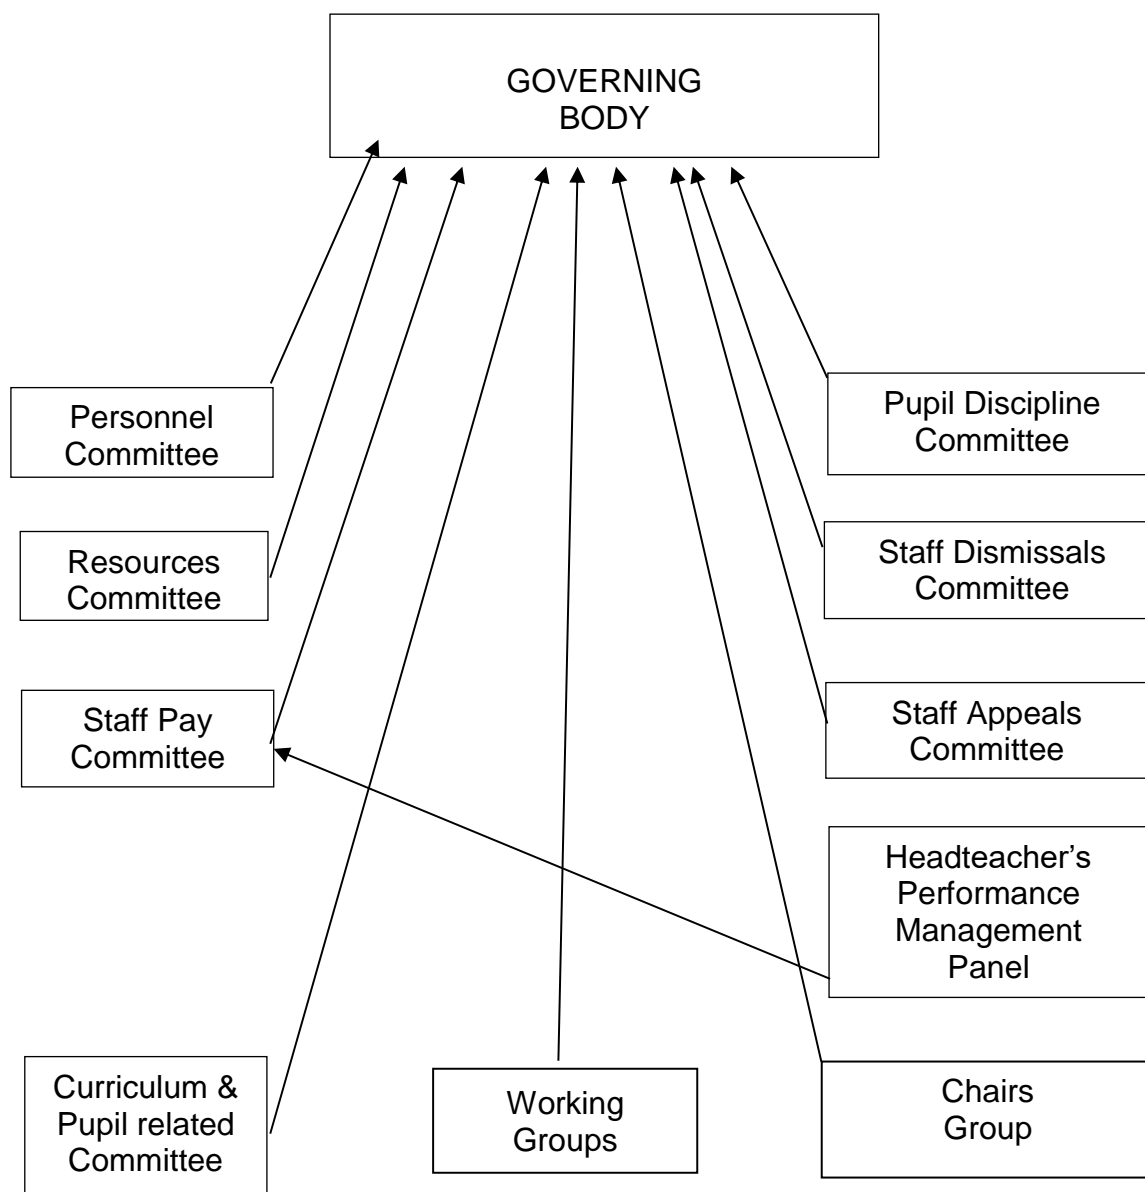 GOVERNING
BODY
Personnel
Committee
Pupil Discipline
Committee
Resources
Committee
Staff Dismissals
Committee
Staff Pay
Committee
Staff Appeals
Committee
Headteacher’s
Performance
Management
Panel
Curriculum &
Pupil related
Committee
Working
Groups
Chairs
Group